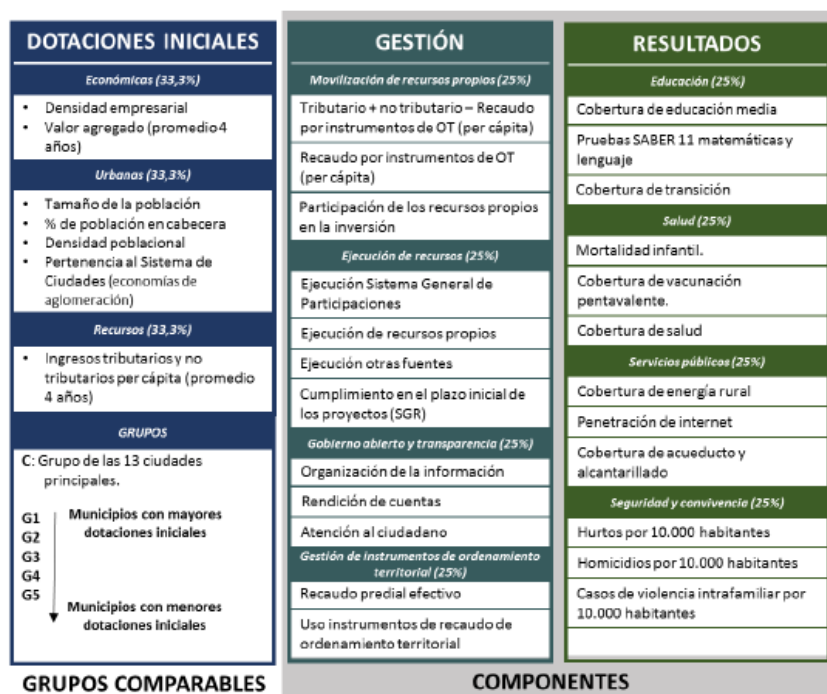 DOTACIONES INICIALES
Económicas (33,3%)
• Densidad empresarial
• Valor agregado (promedio 4
años)
Urbanas (33,3%)
• Tamaño de la población
• % de población en cabecera
• Densidad poblacional
• Pertenencia al Sistema de
Ciudades (economías de
aglomeración)
Recursos (33,3%)
• Ingresos tributarios y no
tributarios per cápita (promedio
4 años)
GRUPOS
C: Grupo de las 13 ciudades
principales.
G1
G2
G3
G4
G5
Municipios con mayores
dotaciones iniciales
Municipios con menores
dotaciones iniciales
GRUPOS COMPARABLES
GESTIÓN
Movilización de recursos propios (25%)
Tributario + no tributario – Recaudo
por instrumentos de OT (per cápita)
Recaudo por instrumentos de OT
(per cápita)
Participación de los recursos propios
en la inversión
Ejecución de recursos (25%)
Ejecución Sistema General de
Participaciones
Ejecución de recursos propios
Ejecución otras fuentes
Cumplimiento en el plazo inicial de
los proyectos (SGR)
Gobierno abierto y transparencia (25%)
Organización de la información
Rendición de cuentas
Atención al ciudadano
Gestión de instrumentos de ordenamiento
territorial (25%)
Recaudo predial efectivo
Uso instrumentos de recaudo de
ordenamiento territorial
RESULTADOS
Educación (25%)
Cobertura de educación media
Pruebas SABER 11 matemáticas y
lenguaje
Cobertura de transición
Salud (25%)
Mortalidad infantil.
Cobertura de vacunación
pentavalente.
Cobertura de salud
Servicios públicos (25%)
Cobertura de energía rural
Penetración de internet
Cobertura de acueducto y
alcantarillado
Seguridad y convivencia (25%)
Hurtos por 10.000 habitantes
Homicidios por 10.000 habitantes
Casos de violencia intrafamiliar por
10.000 habitantes
COMPONENTES